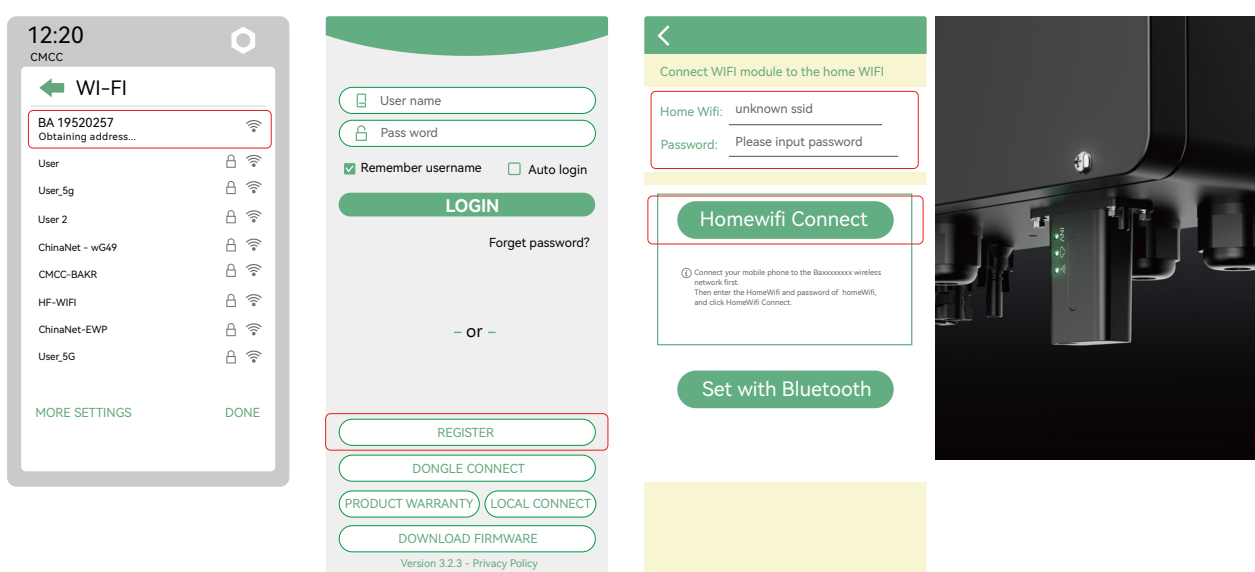 12:20
CMCC
WI-FI
BA 19520257
Obtaining address...
User
User_5g
User 2
ChinaNet - wG49
CMCC-BAKR
HF-WIFI
ChinaNet-EWP
User_5G
MORE SETTINGS
DONE
User name
Pass word
Remember username
Auto login
LOGIN
Forget password?
- or -
REGISTER
DONGLE CONNECT
PRODUCT WARRANTY
LOCAL CONNECT
DOWNLOAD FIRMWARE
Version 3.2.3 - Privacy Policy
Connect WIFI module to the home WIFI
Home Wifi: unknown ssid
Password: Please input password
Homewifi Connect
Connect your mobile phone to the Baxxxxxxxx wireless
network first.
Then enter the HomeWifi and password of homeWifi,
and click HomeWifi Connect.
Set with Bluetooth